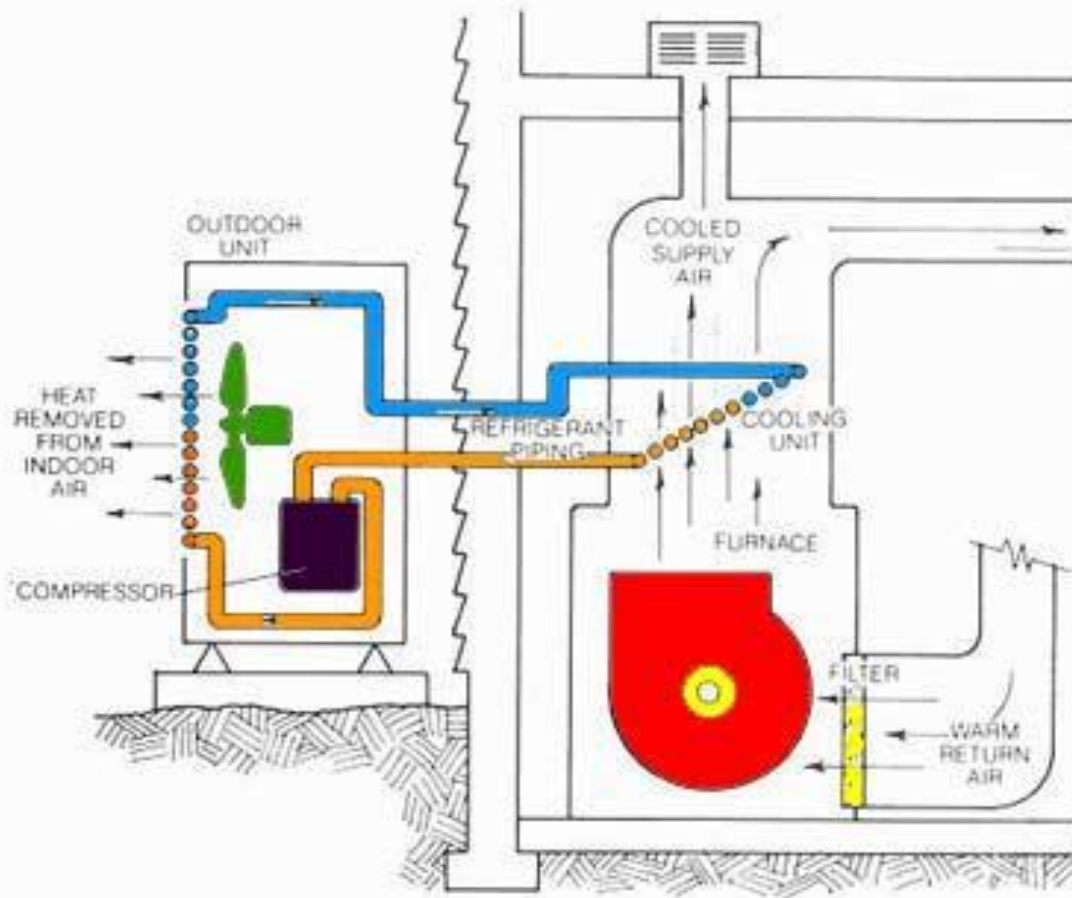 OUTDOOR
UNIT
HEAT
REMOVED
FROM
INDOOR
AIR
COMPRESSOR
COOLED
SUPPLY
AIR
REFRIGERANT
PIPING
COOLING
UNIT
FURNACE
FILTER
WARM
RETURN
AIR